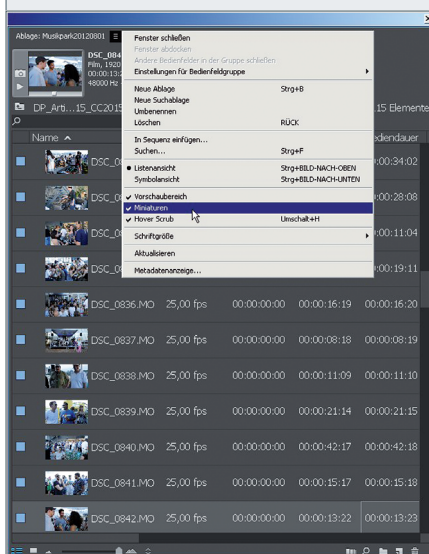 Ablage: Musikpark20120801
DSC_084
Film, 1920
00:00:13:2
48000 Hz -
DP_Arti...15_CC2015
15 Elemente
Fenster schließen
Fenster abdocken
Andere Bedienfelder in der Gruppe schließen
Einstellungen für Bedienfeldgruppe
Neue Ablage Strg+B
Neue Suchablage
Umbenennen
Löschen RÜCK
In Sequenz einfügen...
Suchen... Strg+F
Listenansicht Strg+BILD-NACH-OBEN
Symbolansicht Strg+BILD-NACH-UNTEN
Vorschaubereich
Miniaturen
Hover Scrub Umschalt+H
Schriftgröße
Aktualisieren
Metadatenanzeige...
Name
ediendauer
DSC_0 :00:34:02
DSC_0 :00:28:08
DSC_0 :00:11:04
DSC_0 :00:19:11
DSC_0836.MO 25,00 fps 00:00:00:00 00:00:16:19 00:00:16:20
DSC_0837.MO 25,00 fps 00:00:00:00 00:00:08:18 00:00:08:19
DSC_0838.MO 25,00 fps 00:00:00:00 00:00:11:09 00:00:11:10
DSC_0839.MO 25,00 fps 00:00:00:00 00:00:21:14 00:00:21:15
DSC_0840.MO 25,00 fps 00:00:00:00 00:00:42:17 00:00:42:18
DSC_0841.MO 25,00 fps 00:00:00:00 00:00:15:17 00:00:15:18
DSC_0842.MO 25,00 fps 00:00:00:00 00:00:13:22 00:00:13:23